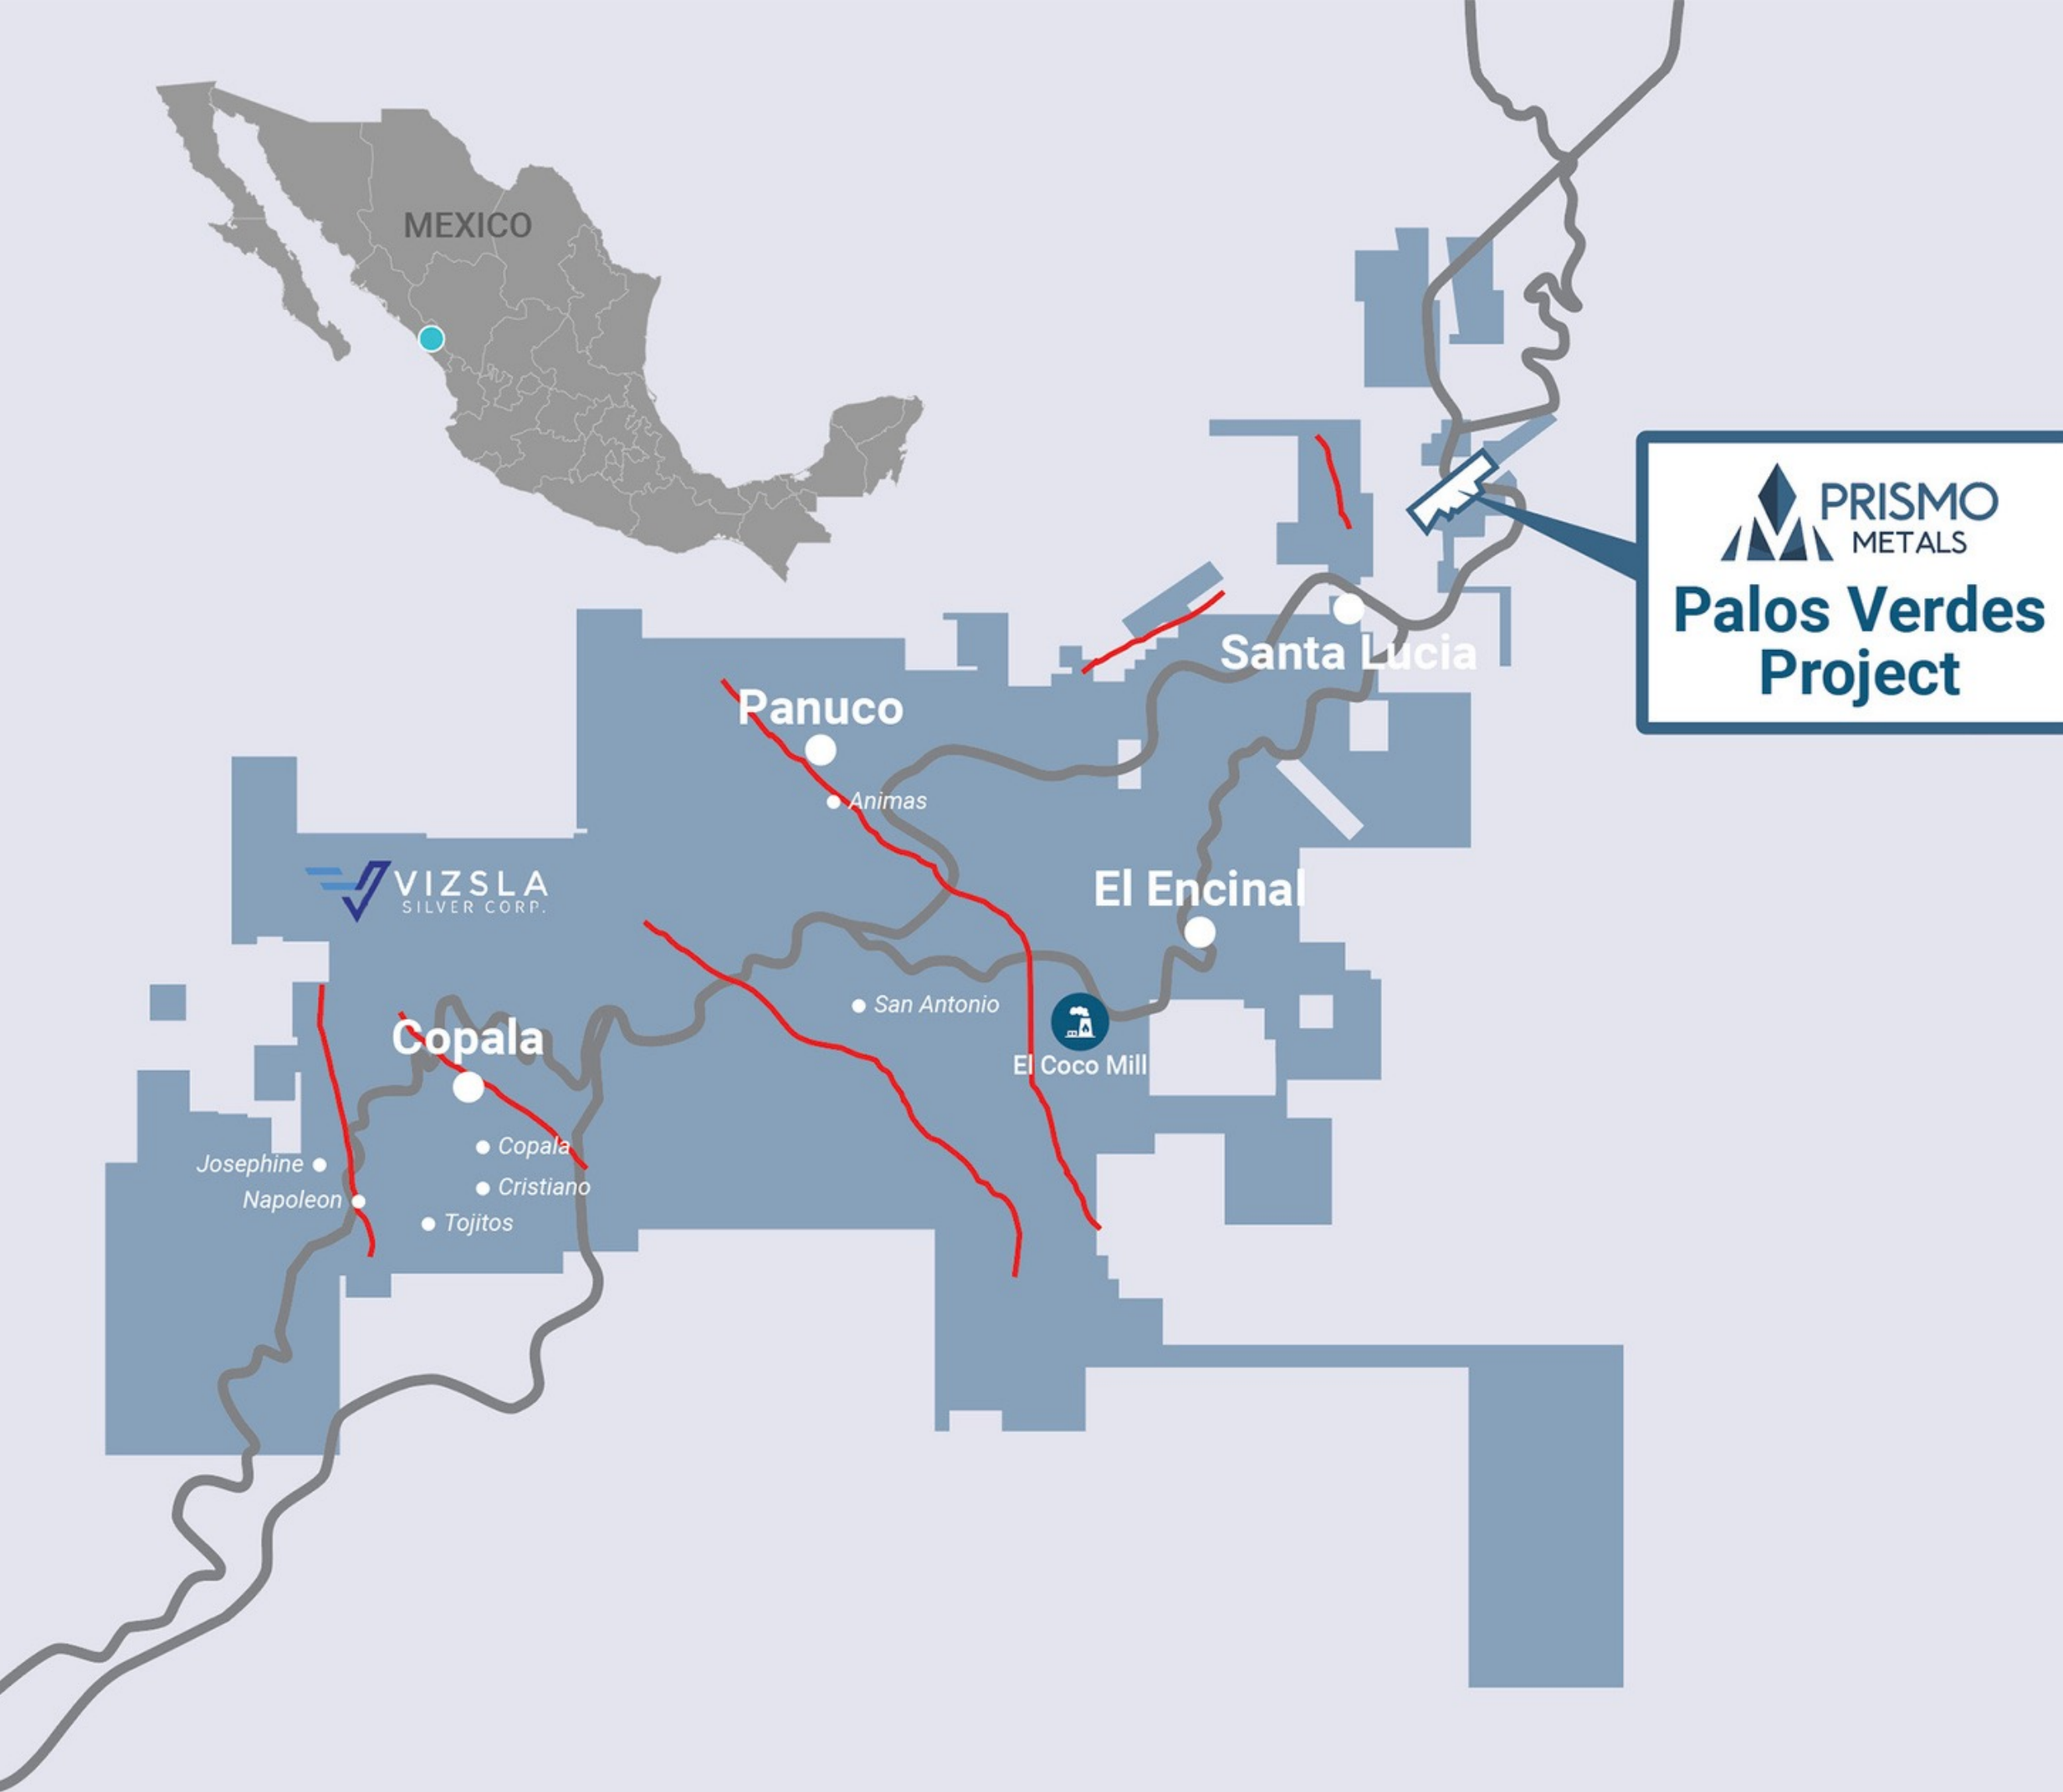 MEXICO
PRISMO
METALS
Palos Verdes
Project
Santa Lucia
Panuco
Animas
VIZSLA
SILVER CORP.
El Encinal
San Antonio
Copala
El Coco Mill
Copala
Josephine
Cristiano
Napoleon
Tojitos